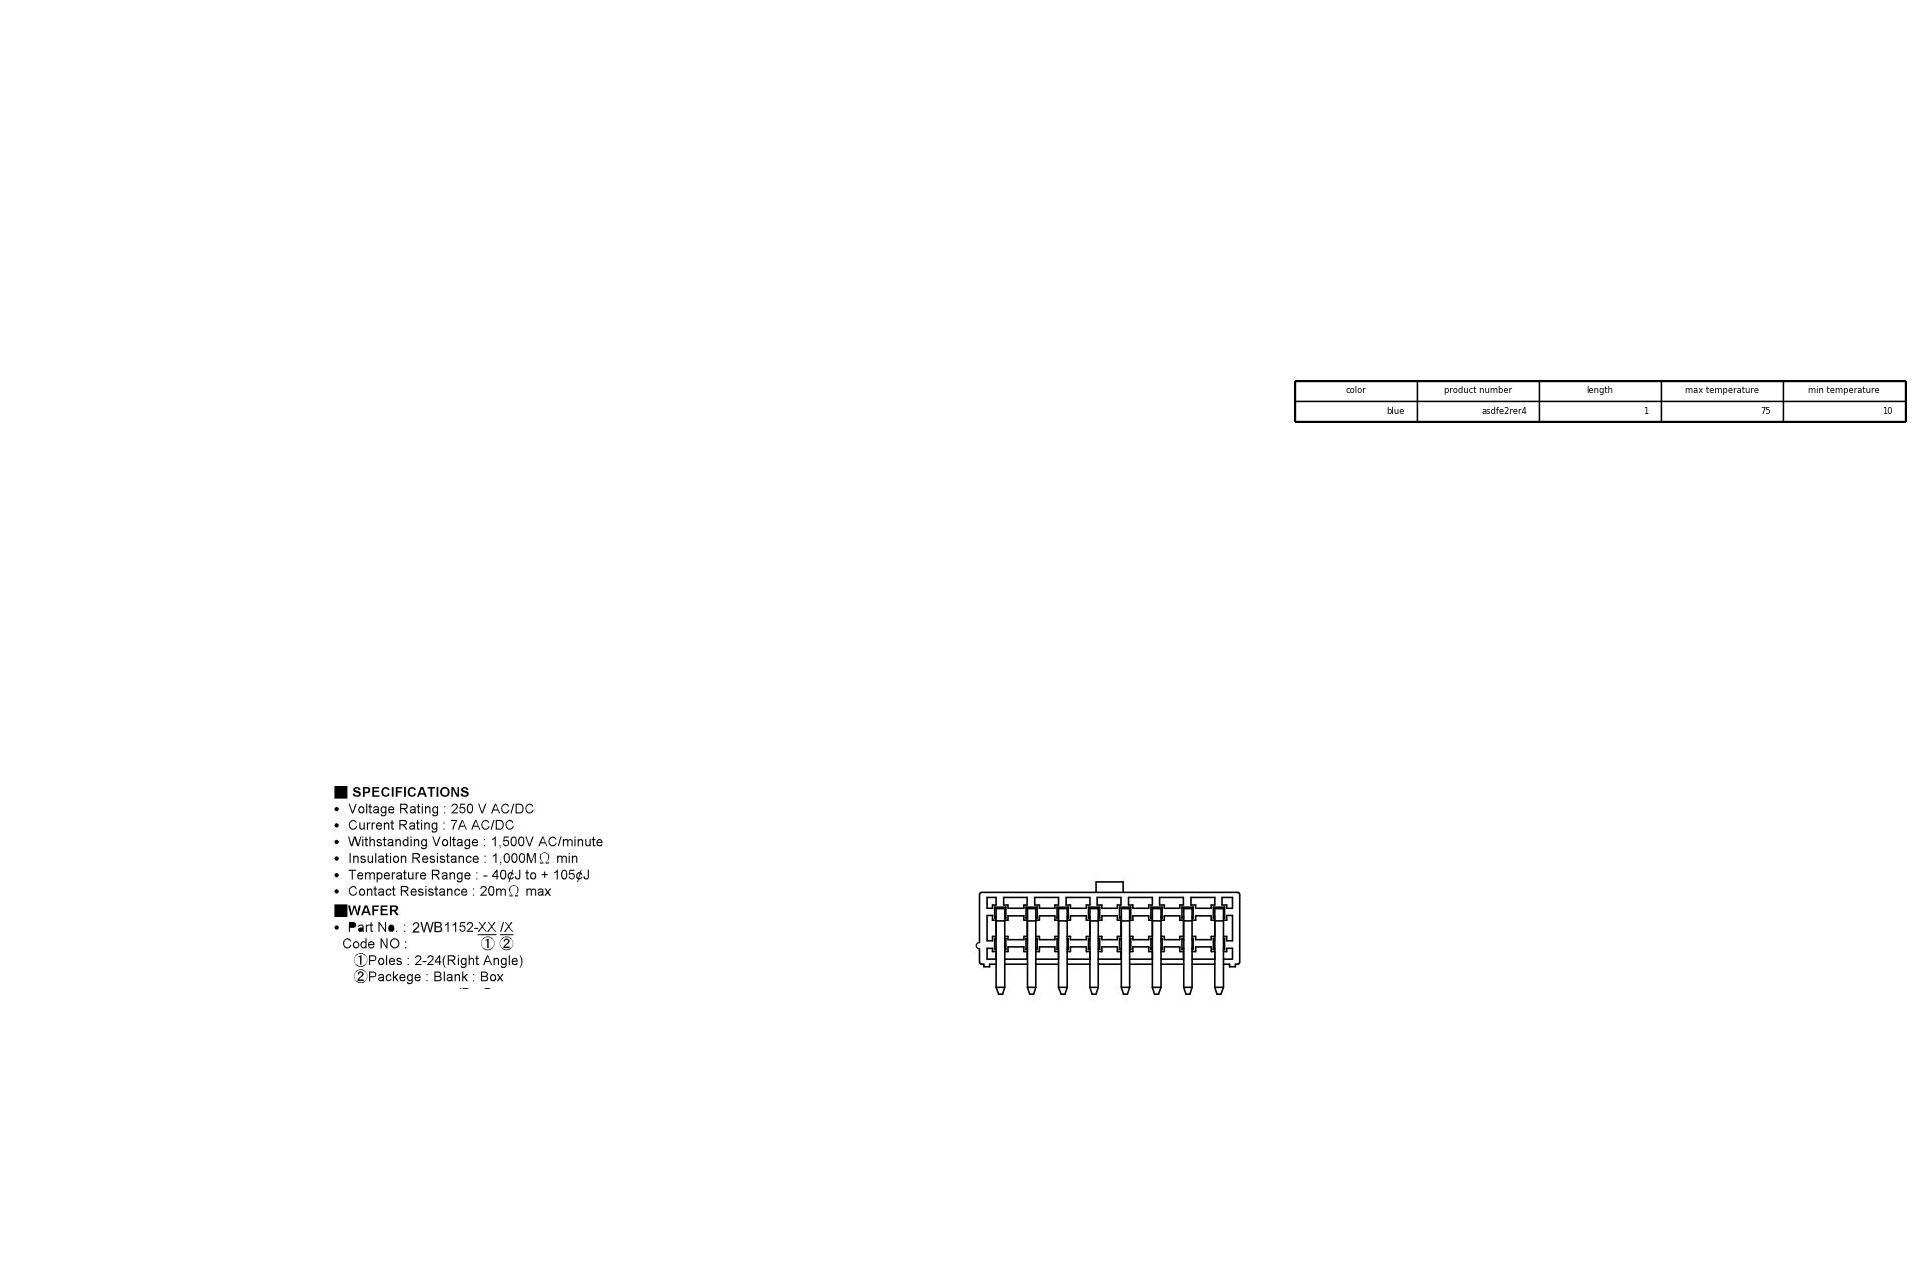 color product number length max temperature min temperature
blue asdfe2rer4 1 75 10
■ SPECIFICATIONS
• Voltage Rating : 250 V AC/DC
• Current Rating : 7A AC/DC
• Withstanding Voltage : 1,500V AC/minute
• Insulation Resistance : 1,000MΩ min
• Temperature Range : - 40¢J to + 105¢J
• Contact Resistance : 20mΩ max
■WAFER
• Part No. : 2WB1152-XX /X
Code NO : ① ②
①Poles : 2-24(Right Angle)
②Packege : Blank : Box